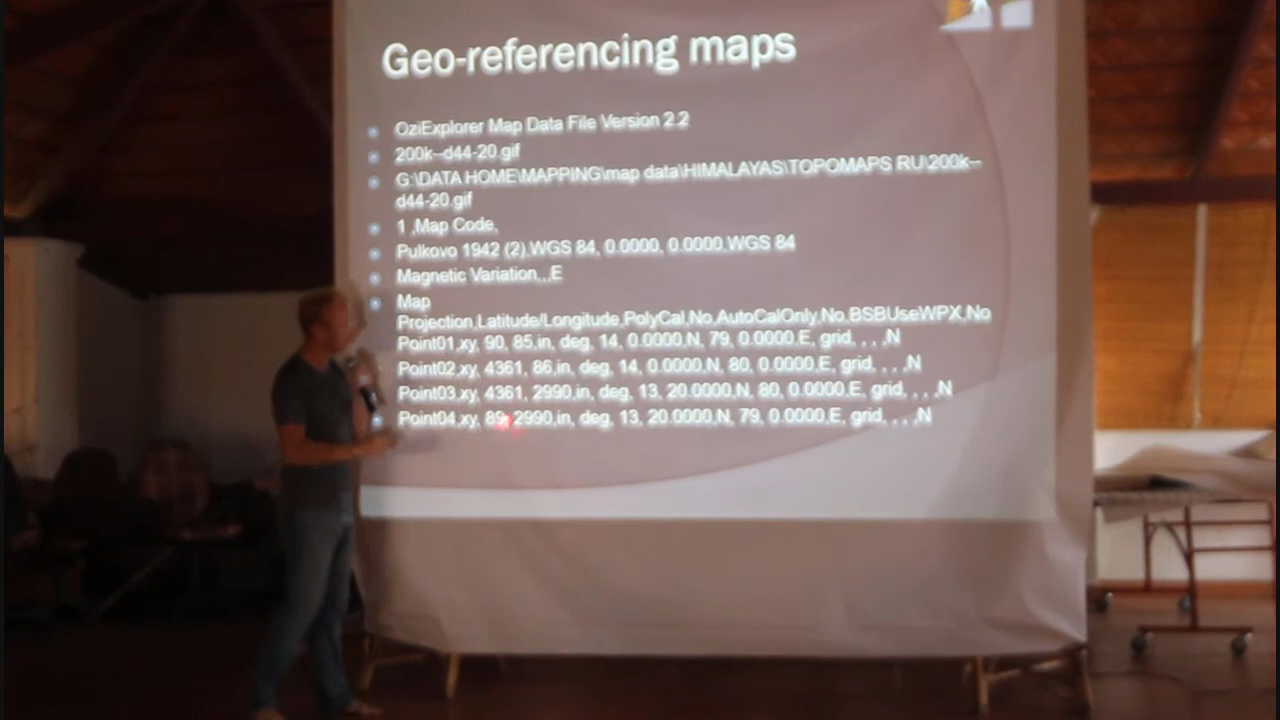 Geo-referencing maps
OziExplorer Map Data File Version 2.2
200k--d44-20.gif
G:\DATA HOME\MAPPING\map data\HIMALAYAS\TOPOMAPS RU\200k--
d44-20.gif
1 ,Map Code,
Pulkovo 1942 (2),WGS 84, 0.0000, 0.0000,WGS 84
Magnetic Variation,,,E
Map
Projection,Latitude/Longitude,PolyCal,No,AutoCalOnly,No,BSBUseWPX,No
Point01,xy, 90, 85,in, deg, 14, 0.0000,N, 79, 0.0000,E, grid, , , ,N
Point02,xy, 4361, 86,in, deg, 14, 0.0000,N, 80, 0.0000,E, grid, , , ,N
Point03,xy, 4361, 2990,in, deg, 13, 20.0000,N, 80, 0.0000,E, grid, , , ,N
Point04,xy, 89, 2990,in, deg, 13, 20.0000,N, 79, 0.0000,E, grid, , , ,N